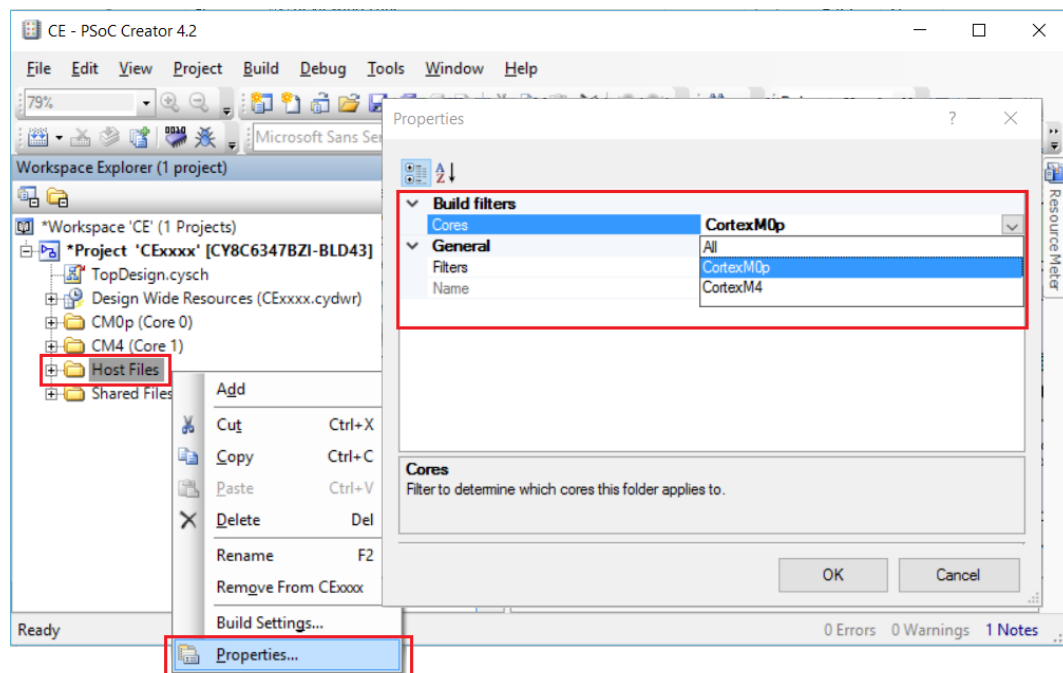 CE - PSoC Creator 4.2
File Edit View Project Build Debug Tools Window Help
79%
Microsoft Sans Ser
Workspace Explorer (1 project)
*Workspace 'CE' (1 Projects)
*Project 'CExxxx' [CY8C6347BZI-BLD43]
TopDesign.cysch
Design Wide Resources (CExxxx.cydwr)
CM0p (Core 0)
CM4 (Core 1)
Host Files
Shared Files
Add
Cut Ctrl+X
Copy Ctrl+C
Paste Ctrl+V
Delete Del
Rename F2
Remove From CExxxx
Build Settings...
Properties...
Properties
Build filters
Cores CortexM0p
General All
Filters CortexM0p
Name CortexM4
Cores
Filter to determine which cores this folder applies to.
OK Cancel
Resource Meter
Ready 0 Errors 0 Warnings 1 Notes